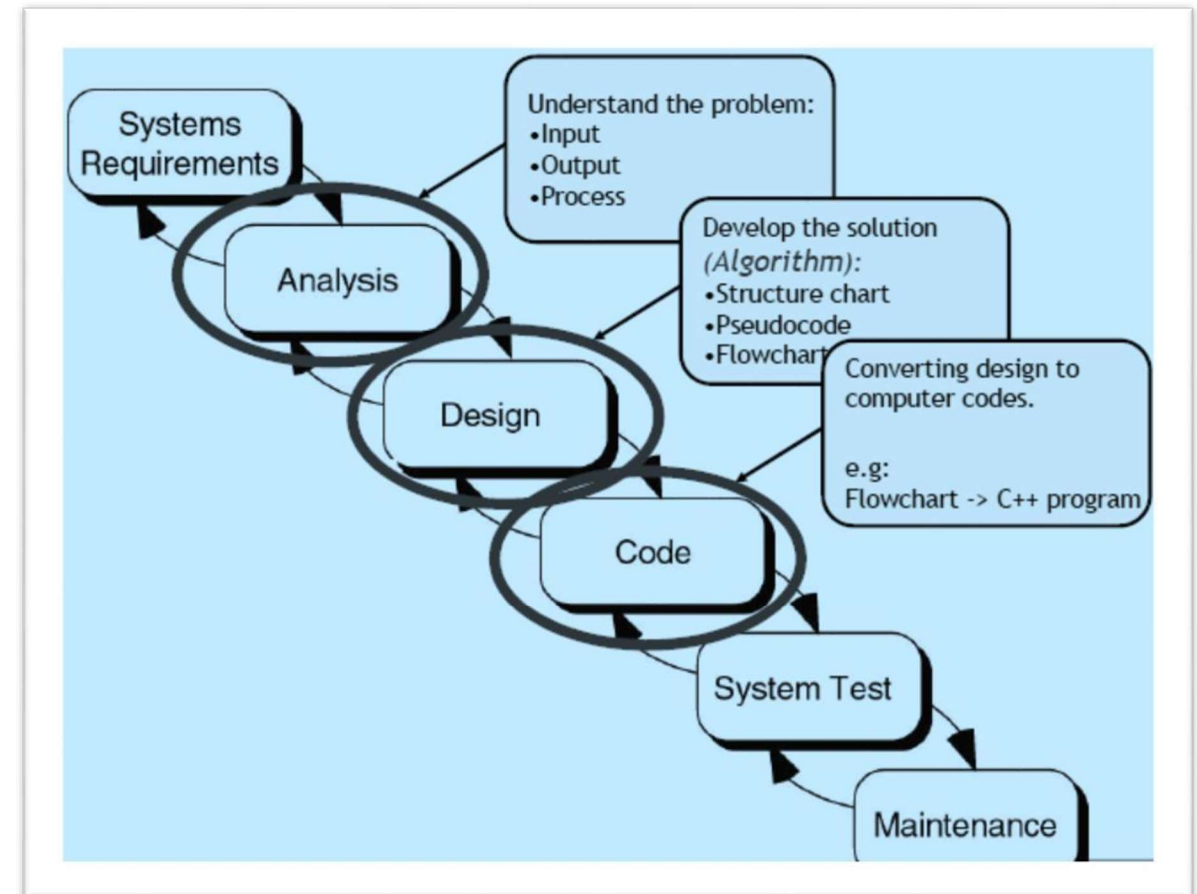 Systems
Requirements
Understand the problem:
•Input
•Output
•Process
Analysis
Develop the solution
(Algorithm):
•Structure chart
•Pseudocode
•Flowchart
Design
Converting design to
computer codes.
e.g:
Flowchart -> C++ program
Code
System Test
Maintenance